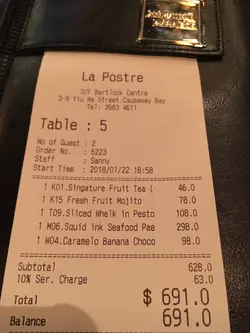 La Postre
3/F Bartlock Centre
3-9 Yiu Wa Street, Causeway Bay
Tel: 3583 4611
Table : 5
No of Guest : 2
Order No. : 6223
Staff : Sanny
Start Time : 2018/01/22 18:58
1 K01.Singature Fruit Tea ( 46.0
1 K15 Fresh Fruit Mojito 78.0
1 T09.Sliced Whelk in Pesto 108.0
1 M06.Squid Ink Seafood Pae 298.0
1 W04.Caramelo Banana Choco 98.0
Subtotal 628.0
10% Ser. Charge 63.0
Total $ 691.0
Balance 691.0